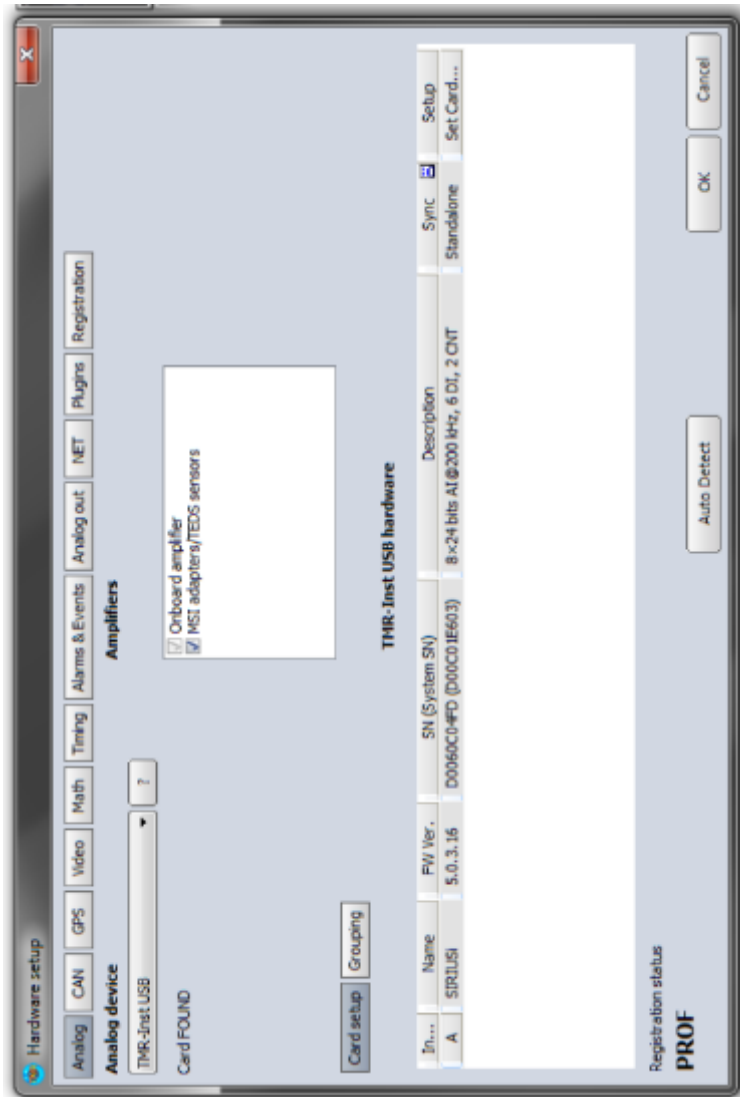 Hardware setup
X
Analog CAN GPS Video Math Timing Alarms & Events Analog out NET Plugins Registration
Analog device
Amplifiers
TMR-Inst USB ?
Onboard amplifier
MSI adapters/TEDS sensors
Card FOUND
Card setup Grouping
TMR-Inst USB hardware
In... Name FW Ver. SN (System SN) Description Sync Setup
A SIRIUSi 5.0.3.16 D0060C04FD (D00C01E603) 8×24 bits AI@200 kHz, 6 DI, 2 CNT Standalone Set Card...
Registration status
PROF
Auto Detect OK Cancel